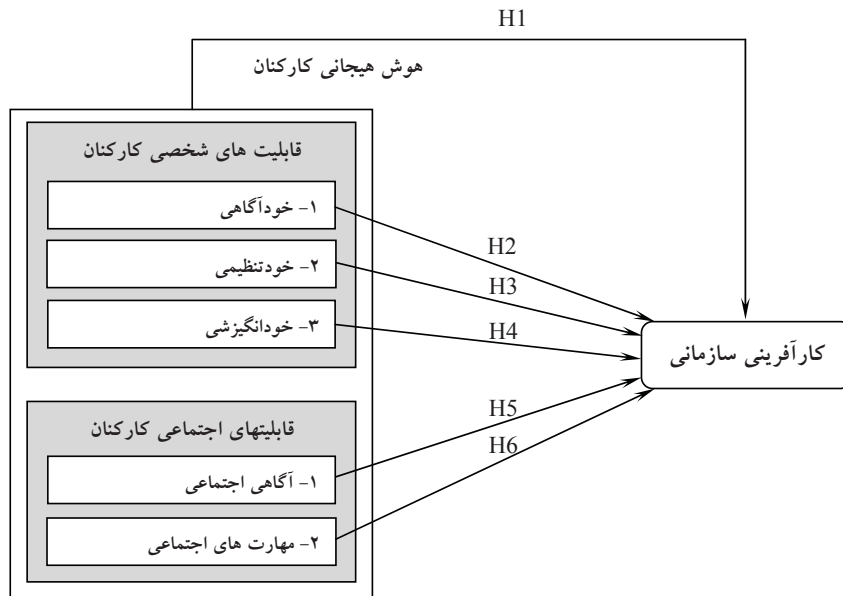 H1
هوش هیجانی کارکنان
قابلیت های شخصی کارکنان
۱- خودآگاهی
H2
۲- خودتنظیمی
H3
۳- خودانگیزشی
H4
کارآفرینی سازمانی
قابلیتهای اجتماعی کارکنان
H5
۱- آگاهی اجتماعی
H6
۲- مهارت های اجتماعی